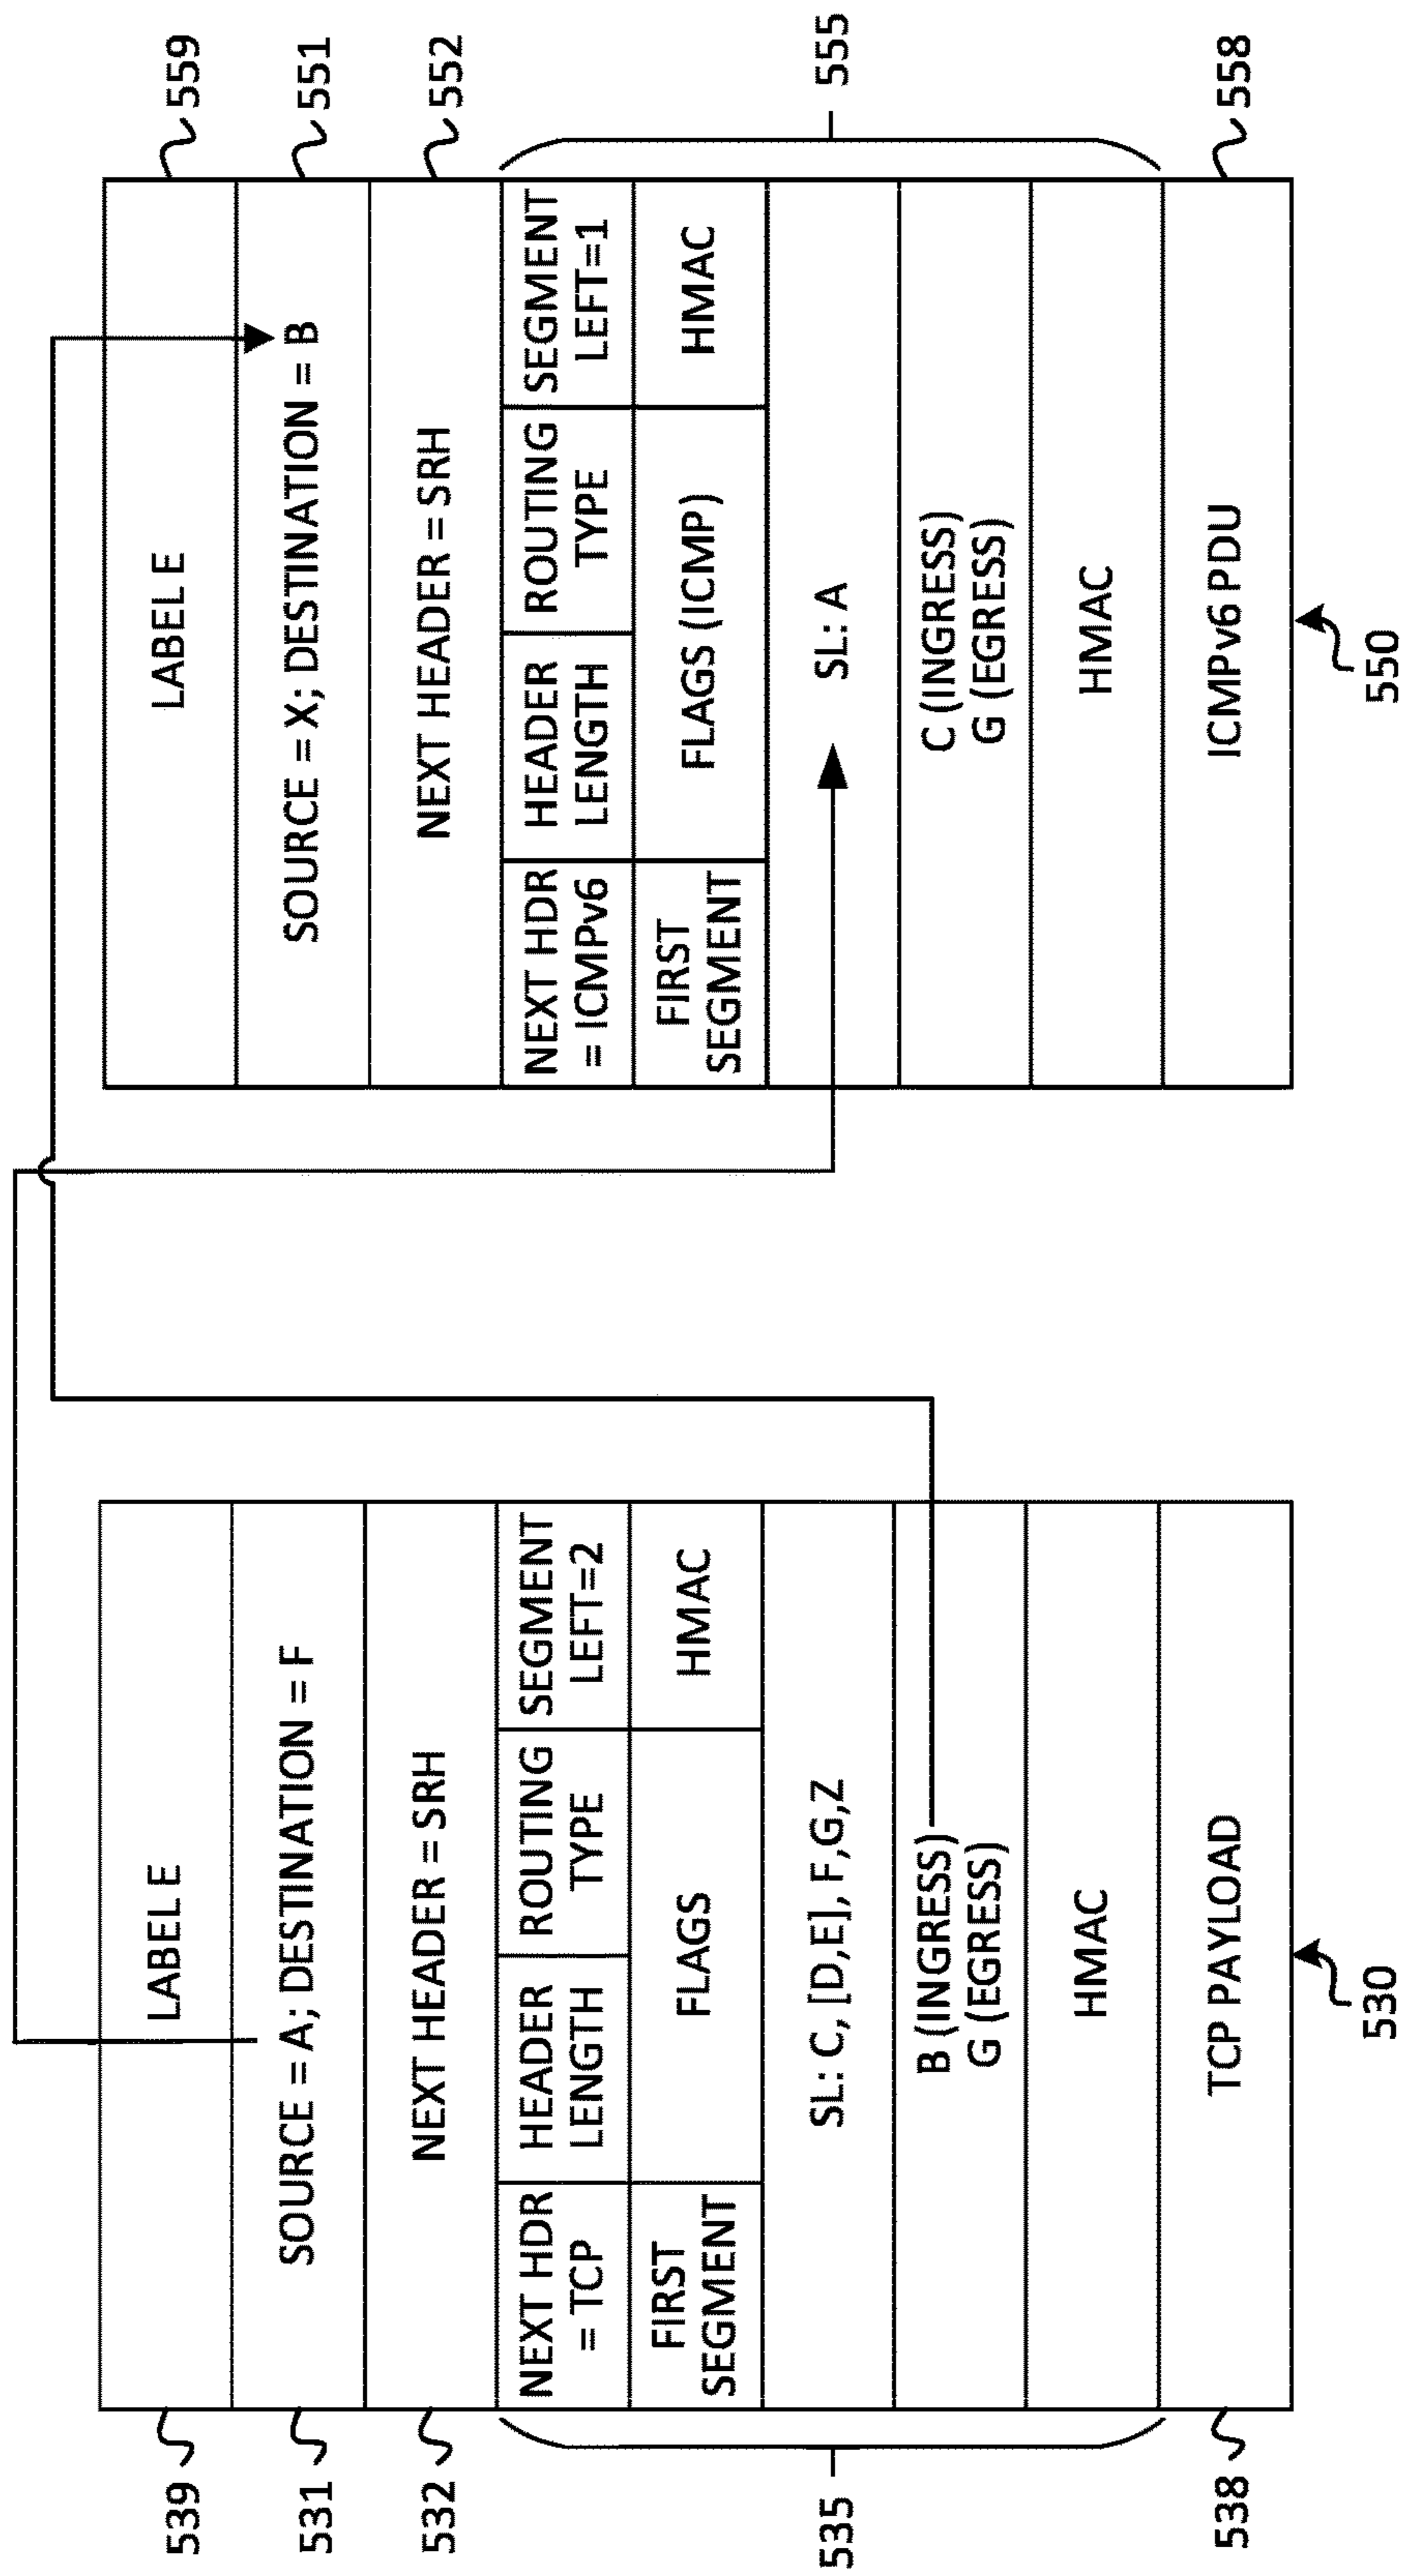 539
LABEL E
531
SOURCE = A; DESTINATION = F
532
NEXT HEADER = SRH
535
NEXT HDR
= TCP
HEADER
LENGTH
ROUTING
TYPE
SEGMENT
LEFT=2
FIRST
SEGMENT
FLAGS
HMAC
SL: C, [D,E], F,G,Z
B (INGRESS)
G (EGRESS)
HMAC
538
TCP PAYLOAD
530
LABEL E
559
SOURCE = X; DESTINATION = B
551
NEXT HEADER = SRH
552
NEXT HDR
= ICMPv6
HEADER
LENGTH
ROUTING
TYPE
SEGMENT
LEFT=1
FIRST
SEGMENT
FLAGS (ICMP)
HMAC
555
SL: A
C (INGRESS)
G (EGRESS)
HMAC
ICMPv6 PDU
558
550